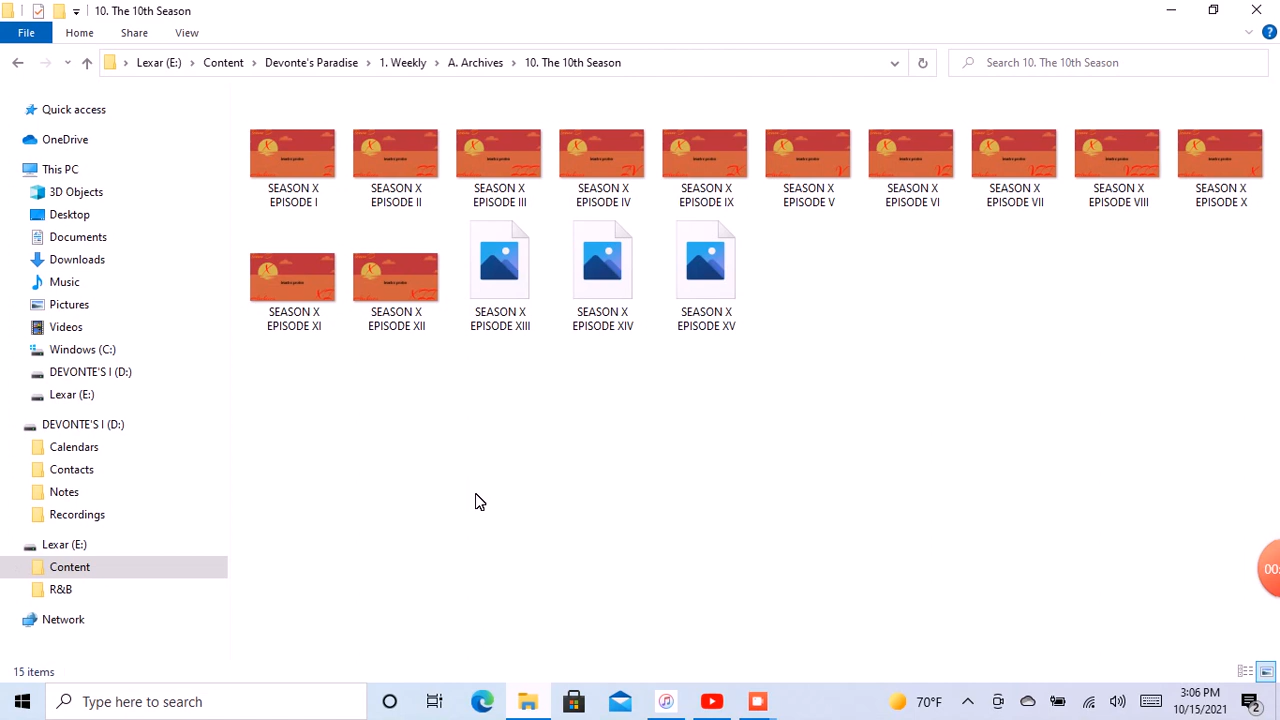 10. The 10th Season
File
Home
Share
View
Lexar (E:)
Content
Devonte's Paradise
1. Weekly
A. Archives
10. The 10th Season
Search 10. The 10th Season
Quick access
OneDrive
This PC
3D Objects
Desktop
Documents
Downloads
Music
Pictures
Videos
Windows (C:)
DEVONTE'S I (D:)
Lexar (E:)
DEVONTE'S I (D:)
Calendars
Contacts
Notes
Recordings
Lexar (E:)
Content
R&B
Network
SEASON X
EPISODE I
SEASON X
EPISODE II
SEASON X
EPISODE III
SEASON X
EPISODE IV
SEASON X
EPISODE IX
SEASON X
EPISODE V
SEASON X
EPISODE VI
SEASON X
EPISODE VII
SEASON X
EPISODE VIII
SEASON X
EPISODE X
SEASON X
EPISODE XI
SEASON X
EPISODE XII
SEASON X
EPISODE XIII
SEASON X
EPISODE XIV
SEASON X
EPISODE XV
00:
15 items
Type here to search
70°F
3:06 PM
10/15/2021
2